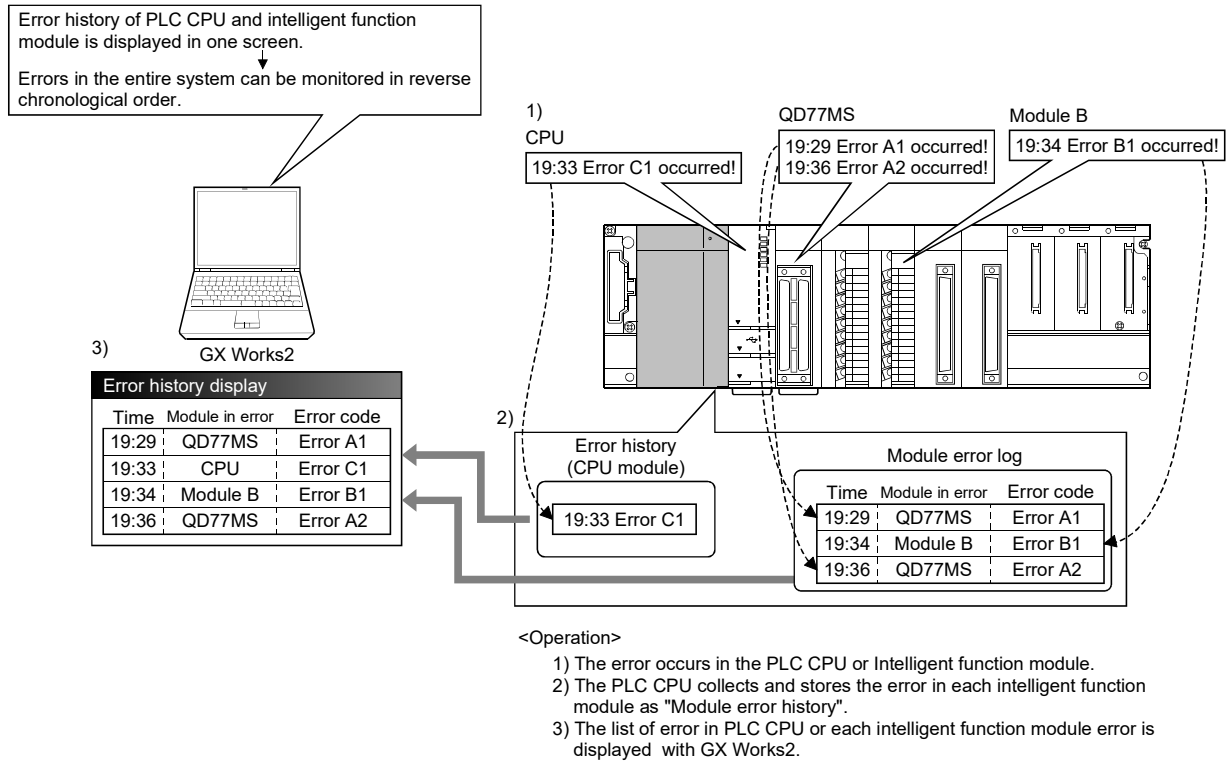 Error history of PLC CPU and intelligent function
module is displayed in one screen.
Errors in the entire system can be monitored in reverse
chronological order.
1)
CPU
QD77MS
Module B
19:33 Error C1 occurred!
19:29 Error A1 occurred!
19:36 Error A2 occurred!
19:34 Error B1 occurred!
GX Works2
3)
Error history display
Time Module in error Error code
19:29 QD77MS Error A1
19:33 CPU Error C1
19:34 Module B Error B1
19:36 QD77MS Error A2
2)
Error history
(CPU module)
19:33 Error C1
Module error log
Time Module in error Error code
19:29 QD77MS Error A1
19:34 Module B Error B1
19:36 QD77MS Error A2
<Operation>
1) The error occurs in the PLC CPU or Intelligent function module.
2) The PLC CPU collects and stores the error in each intelligent function
module as "Module error history".
3) The list of error in PLC CPU or each intelligent function module error is
displayed with GX Works2.